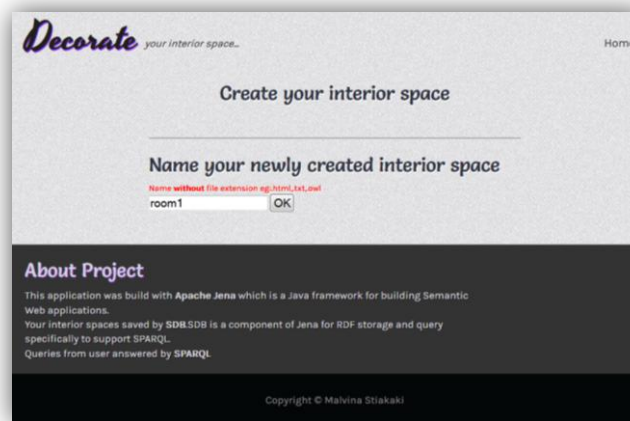 Decorate your interior space...
Home
Create your interior space
Name your newly created interior space
Name without file extension eg:.html,.txt,.owl
room1 OK
About Project
This application was build with Apache Jena which is a Java framework for building Semantic
Web applications.
Your interior spaces saved by SDB.SDB is a component of Jena for RDF storage and query
specifically to support SPARQL.
Queries from user answered by SPARQL
Copyright © Malvina Stiakaki